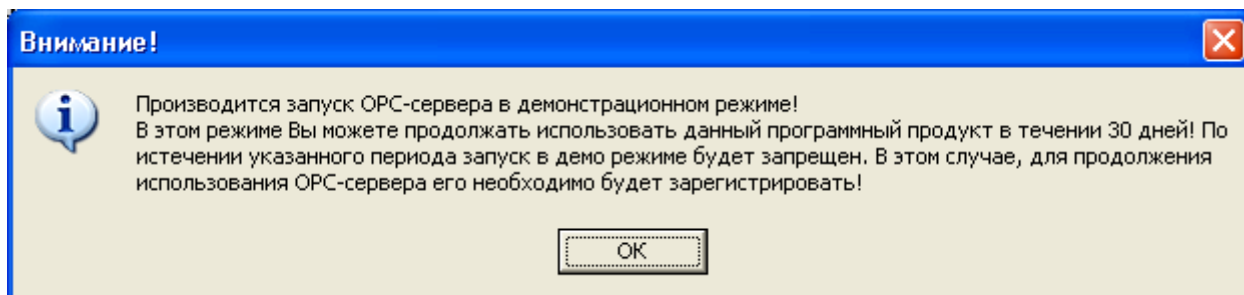 Внимание!
Производится запуск OPC-сервера в демонстрационном режиме!
В этом режиме Вы можете продолжать использовать данный программный продукт в течении 30 дней! По
истечении указанного периода запуск в демо режиме будет запрещен. В этом случае, для продолжения
использования OPC-сервера его необходимо будет зарегистрировать!
OK